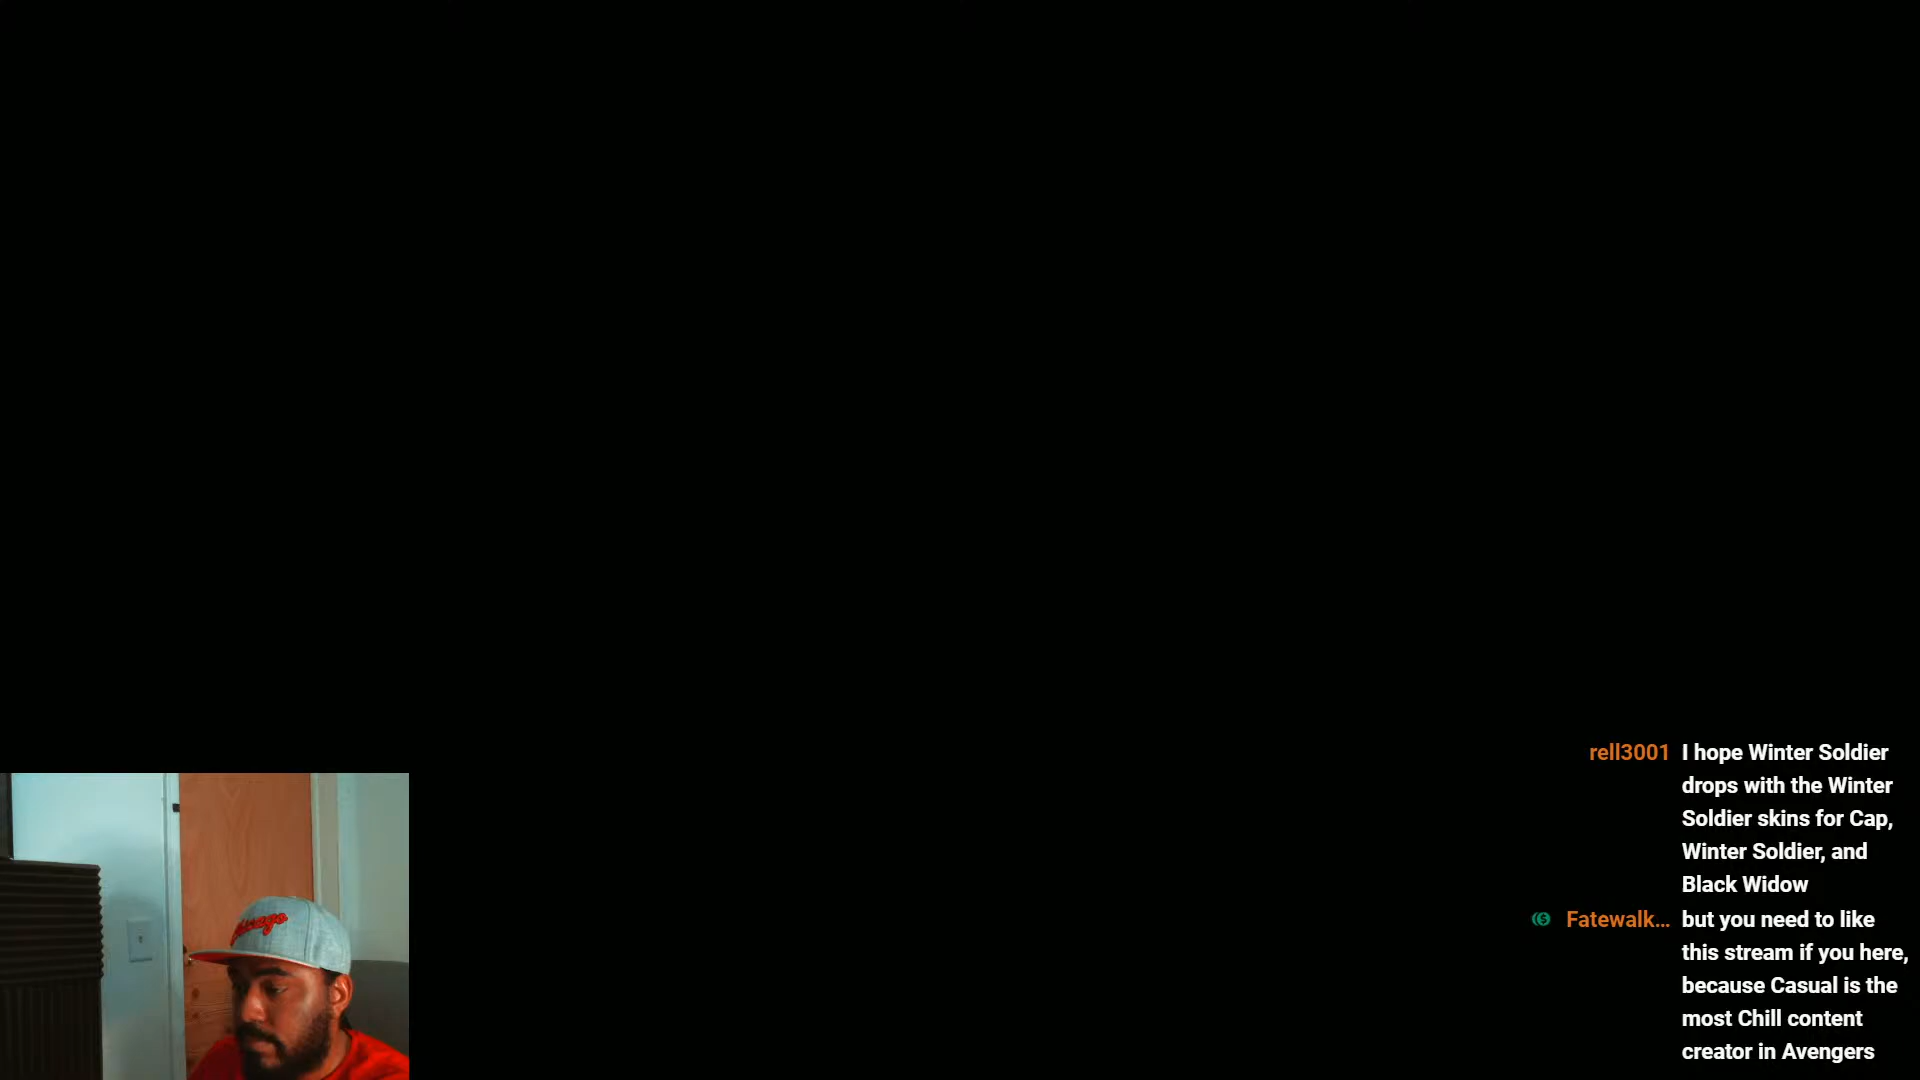 rell3001 I hope Winter Soldier
drops with the Winter
Soldier skins for Cap,
Winter Soldier, and
Black Widow
Fatewalk... but you need to like
this stream if you here,
because Casual is the
most Chill content
creator in Avengers
Chicago